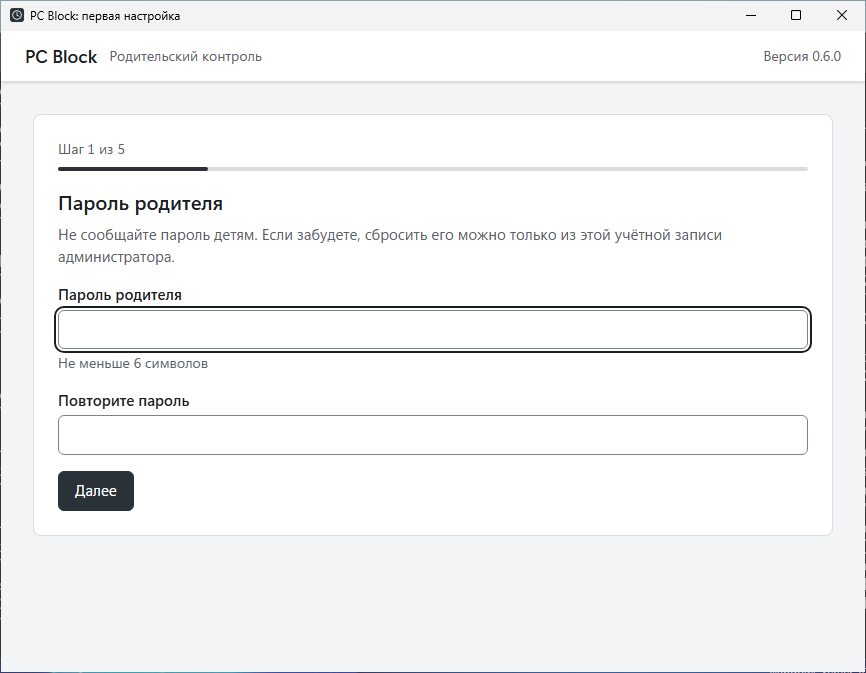 PC Block: первая настройка
PC Block Родительский контроль Версия 0.6.0
Шаг 1 из 5
Пароль родителя
Не сообщайте пароль детям. Если забудете, сбросить его можно только из этой учётной записи
администратора.
Пароль родителя
Не меньше 6 символов
Повторите пароль
Далее